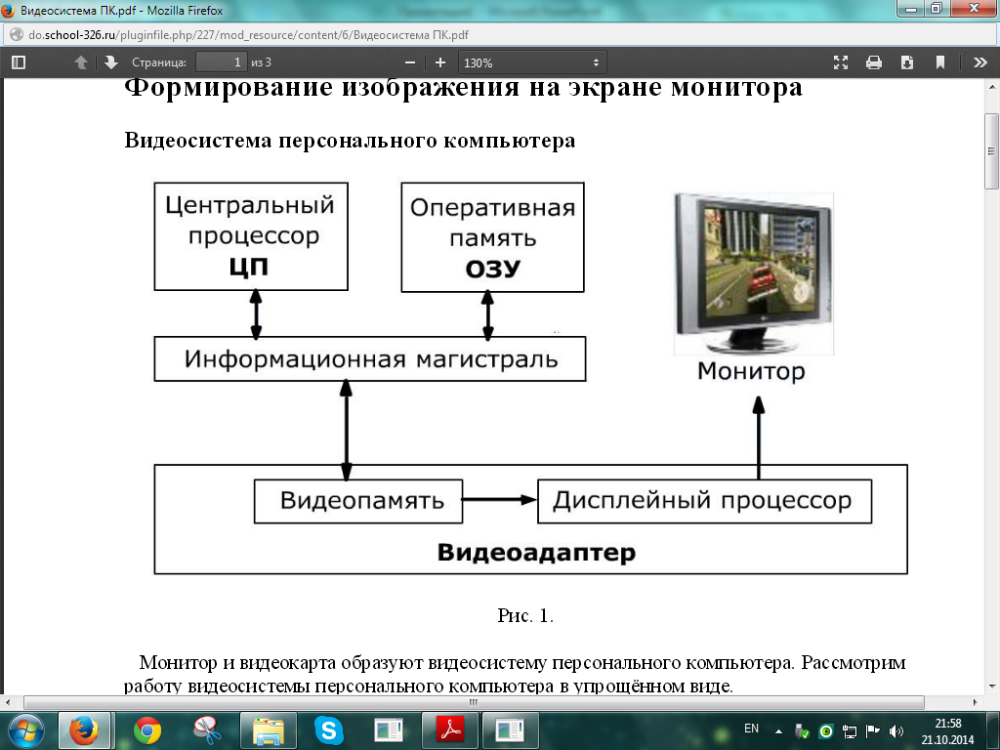 Видеосистема ПК.pdf - Mozilla Firefox
do.school-326.ru/pluginfile.php/227/mod_resource/content/6/Видеосистема ПК.pdf
Страница: 1 из 3
130%
Формирование изображения на экране монитора
Видеосистема персонального компьютера
Центральный
процессор
ЦП
Оперативная
память
ОЗУ
Информационная магистраль
Монитор
Видеопамять
Дисплейный процессор
Видеоадаптер
Рис. 1.
Монитор и видеокарта образуют видеосистему персонального компьютера. Рассмотрим
работу видеосистемы персонального компьютера в упрощённом виде.
EN
21:58
21.10.2014